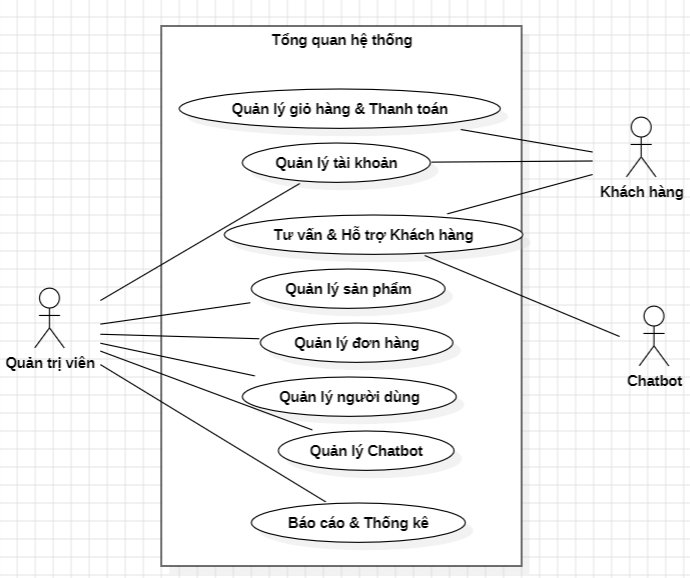 Tổng quan hệ thống
Quản lý giỏ hàng & Thanh toán
Quản lý tài khoản
Khách hàng
Tư vấn & Hỗ trợ Khách hàng
Quản lý sản phẩm
Quản lý đơn hàng
Quản trị viên
Chatbot
Quản lý người dùng
Quản lý Chatbot
Báo cáo & Thống kê